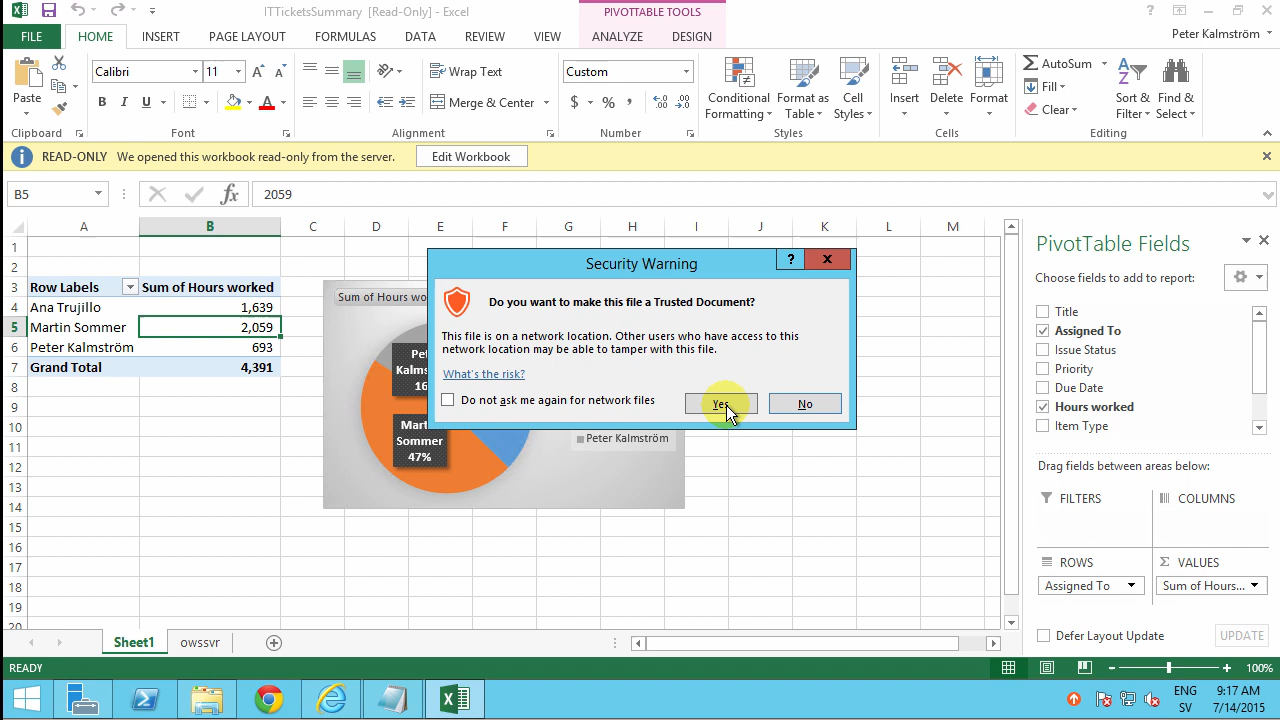 ITTicketsSummary [Read-Only] - Excel
PIVOTTABLE TOOLS
FILE HOME INSERT PAGE LAYOUT FORMULAS DATA REVIEW VIEW ANALYZE DESIGN
Peter Kalmström
Paste
Calibri 11
B I U A
Wrap Text
Merge & Center
Custom
$ % ,
Conditional Formatting
Format as Table
Cell Styles
Insert Delete Format
AutoSum
Fill
Clear
Sort & Filter
Find & Select
Clipboard Font Alignment Number Styles Cells Editing
READ-ONLY We opened this workbook read-only from the server. Edit Workbook
B5 fx 2059
A B C D E F G H I J K L M
1
2
3 Row Labels Sum of Hours worked
4 Ana Trujillo 1,639
5 Martin Sommer 2,059
6 Peter Kalmström 693
7 Grand Total 4,391
8
9
10
11
12
13
14
15
16
17
18
19
20
Sum of Hours wo
Pet
Kalms
16
Mart
Sommer
47%
Peter Kalmström
Security Warning
? X
Do you want to make this file a Trusted Document?
This file is on a network location. Other users who have access to this
network location may be able to tamper with this file.
What's the risk?
Do not ask me again for network files
Yes No
PivotTable Fields
Choose fields to add to report:
Title
Assigned To
Issue Status
Priority
Due Date
Hours worked
Item Type
Drag fields between areas below:
FILTERS COLUMNS
ROWS VALUES
Assigned To Sum of Hours...
Defer Layout Update UPDATE
Sheet1 owssvr
READY 100%
ENG
SV
9:17 AM
7/14/2015